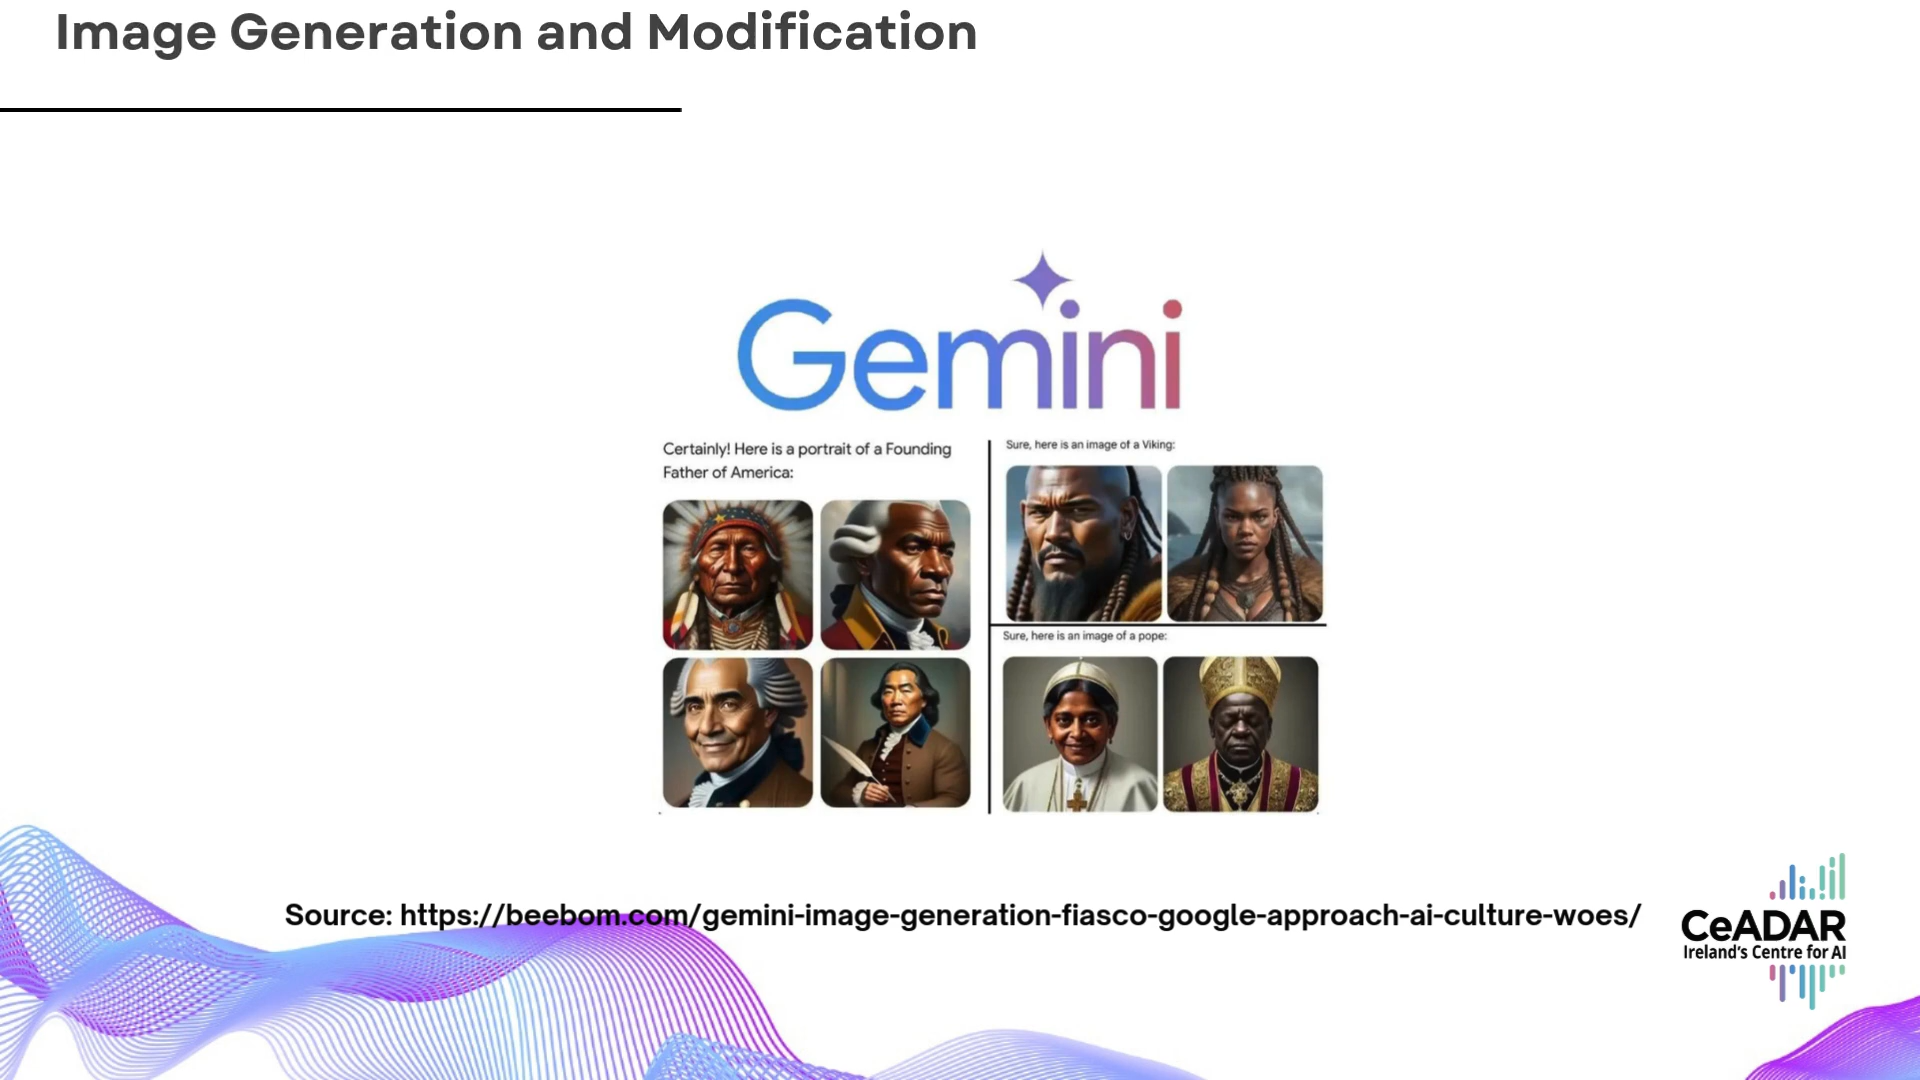 Image Generation and Modification
Gemini
Certainly! Here is a portrait of a Founding
Father of America:
Sure, here is an image of a Viking:
Sure, here is an image of a pope:
Source: https://beebom.com/gemini-image-generation-fiasco-google-approach-ai-culture-woes/
CeADAR
Ireland's Centre for AI